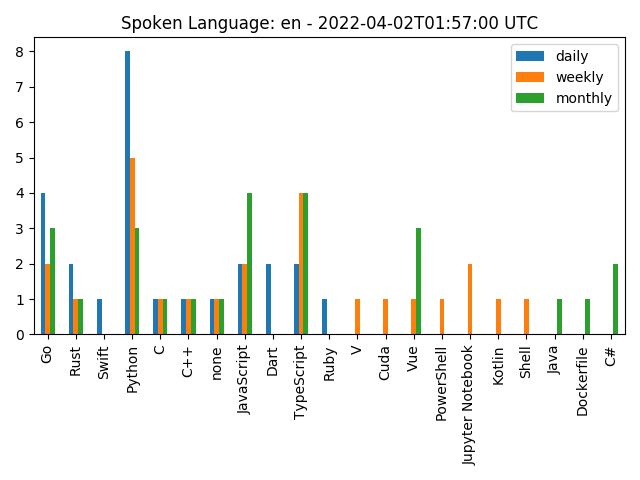 Spoken Language: en - 2022-04-02T01:57:00 UTC
daily
weekly
monthly
8
7
6
5
4
3
2
1
0
Go
Rust
Swift
Python
C
C++
none
JavaScript
Dart
TypeScript
Ruby
V
Cuda
Vue
PowerShell
Jupyter Notebook
Kotlin
Shell
Java
Dockerfile
C#